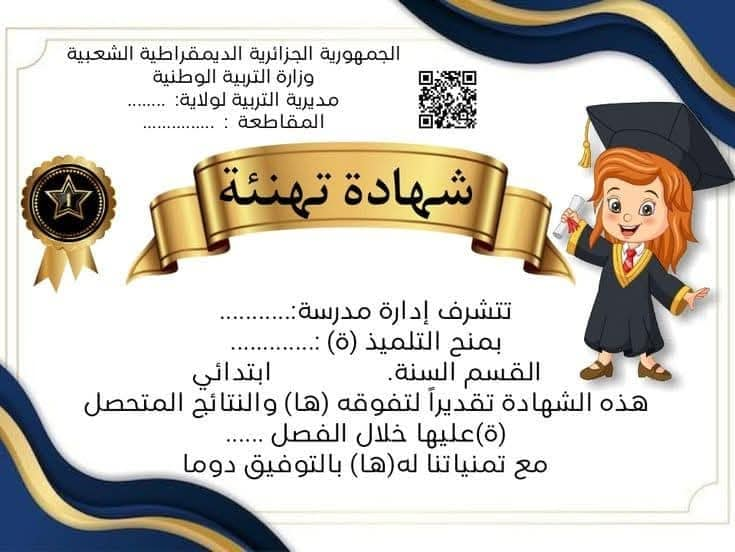 الجمهورية الجزائرية الديمقراطية الشعبية
وزارة التربية الوطنية
مديرية التربية لولاية: ........
المقاطعة : ...............
شهادة تهنئة
1
تتشرف إدارة مدرسة:...........
بمنح التلميذ (ة) :.............
القسم السنة. ابتدائي
هذه الشهادة تقديراً لتفوقه (ها) والنتائج المتحصل
(ة)عليها خلال الفصل ......
مع تمنياتنا له(ها) بالتوفيق دوما